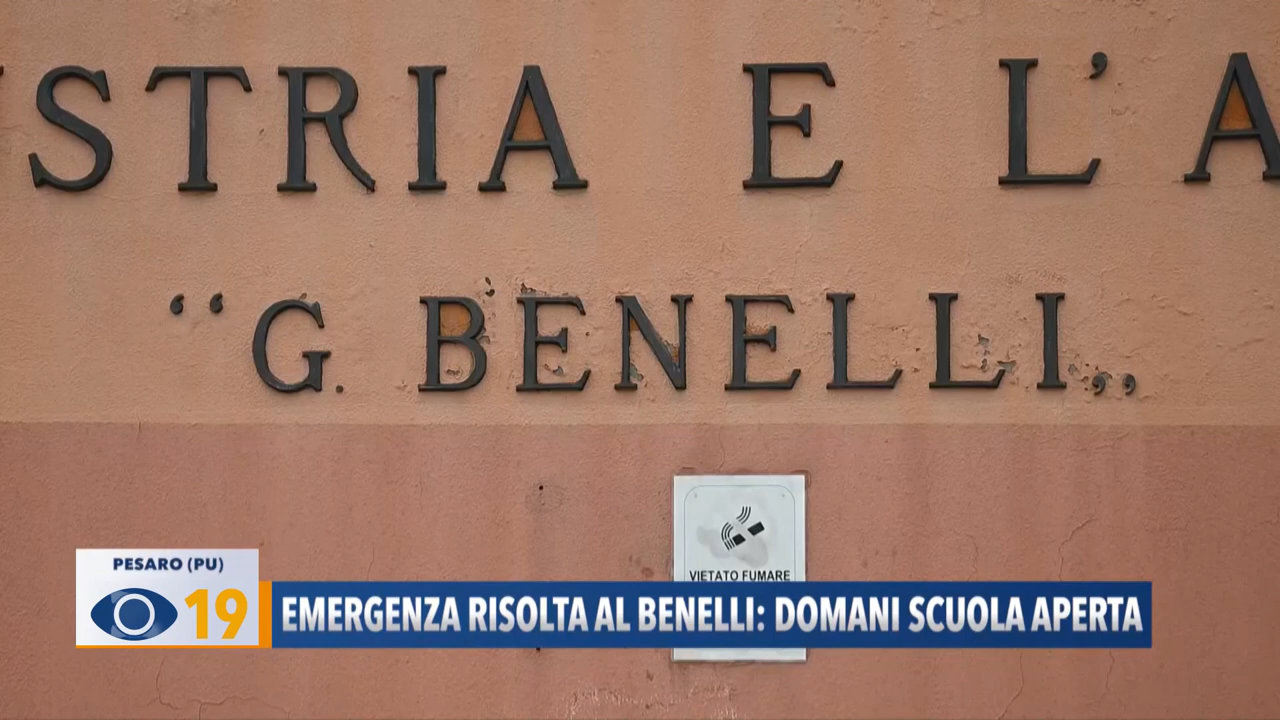 STRIA E L'A
“G. BENELLI„
VIETATO FUMARE
PESARO (PU)
19
EMERGENZA RISOLTA AL BENELLI: DOMANI SCUOLA APERTA